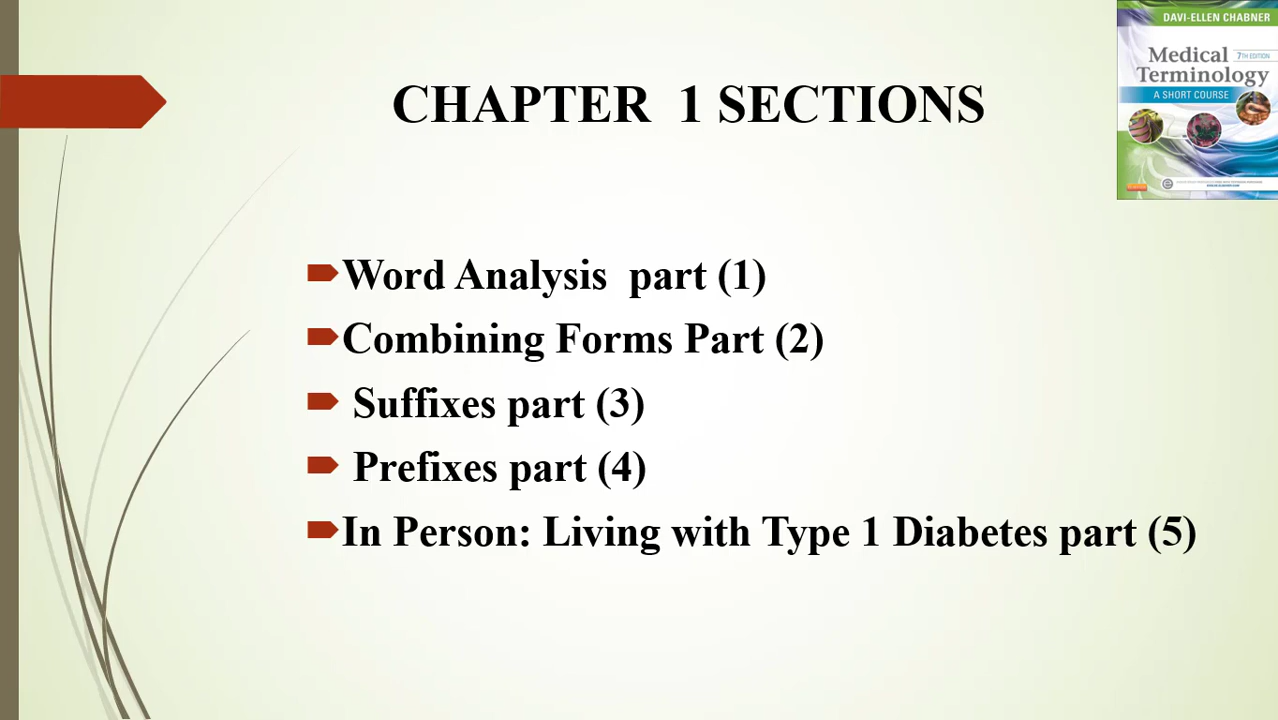 DAVI-ELLEN CHABNER
Medical 7TH EDITION
Terminology
A SHORT COURSE
CHAPTER 1 SECTIONS
Word Analysis part (1)
Combining Forms Part (2)
Suffixes part (3)
Prefixes part (4)
In Person: Living with Type 1 Diabetes part (5)